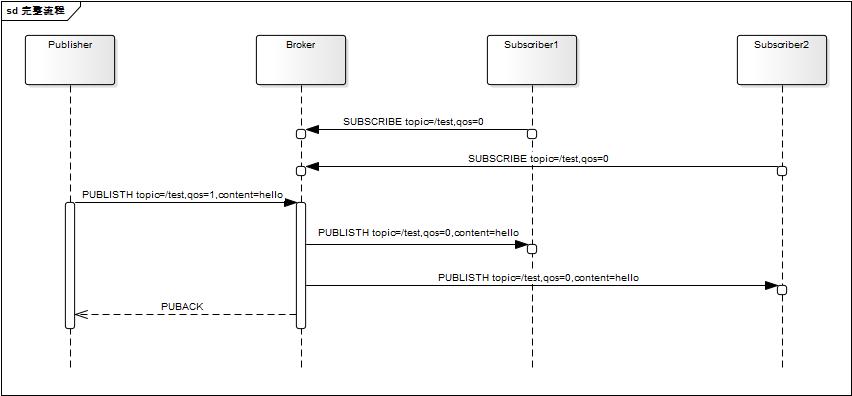 sd 完整流程
Publisher
Broker
Subscriber1
Subscriber2
SUBSCRIBE topic=/test,qos=0
SUBSCRIBE topic=/test,qos=0
PUBLISTH topic=/test,qos=1,content=hello
PUBLISTH topic=/test,qos=0,content=hello
PUBLISTH topic=/test,qos=0,content=hello
PUBACK